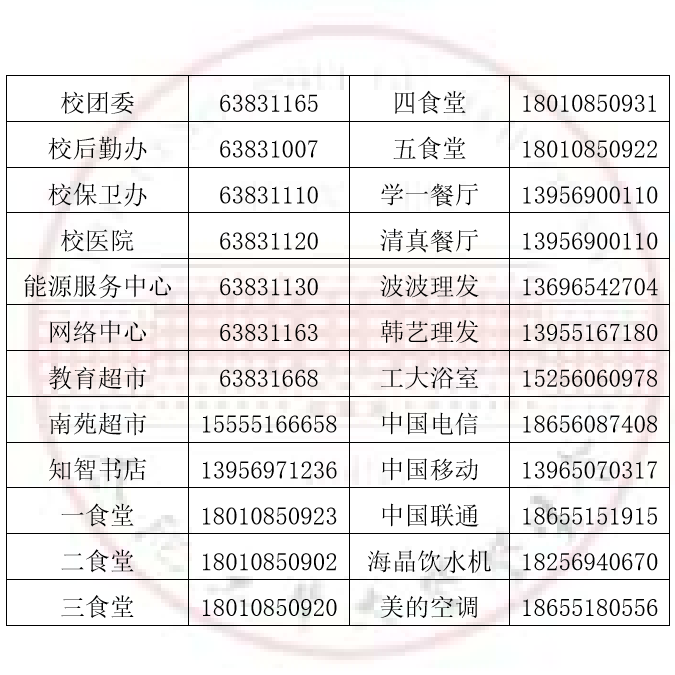 校团委 63831165 四食堂 18010850931
校后勤办 63831007 五食堂 18010850922
校保卫办 63831110 学一餐厅 13956900110
校医院 63831120 清真餐厅 13956900110
能源服务中心 63831130 波波理发 13696542704
网络中心 63831163 韩艺理发 13955167180
教育超市 63831668 工大浴室 15256060978
南苑超市 15555166658 中国电信 18656087408
知智书店 13956971236 中国移动 13965070317
一食堂 18010850923 中国联通 18655151915
二食堂 18010850902 海晶饮水机 18256940670
三食堂 18010850920 美的空调 18655180556